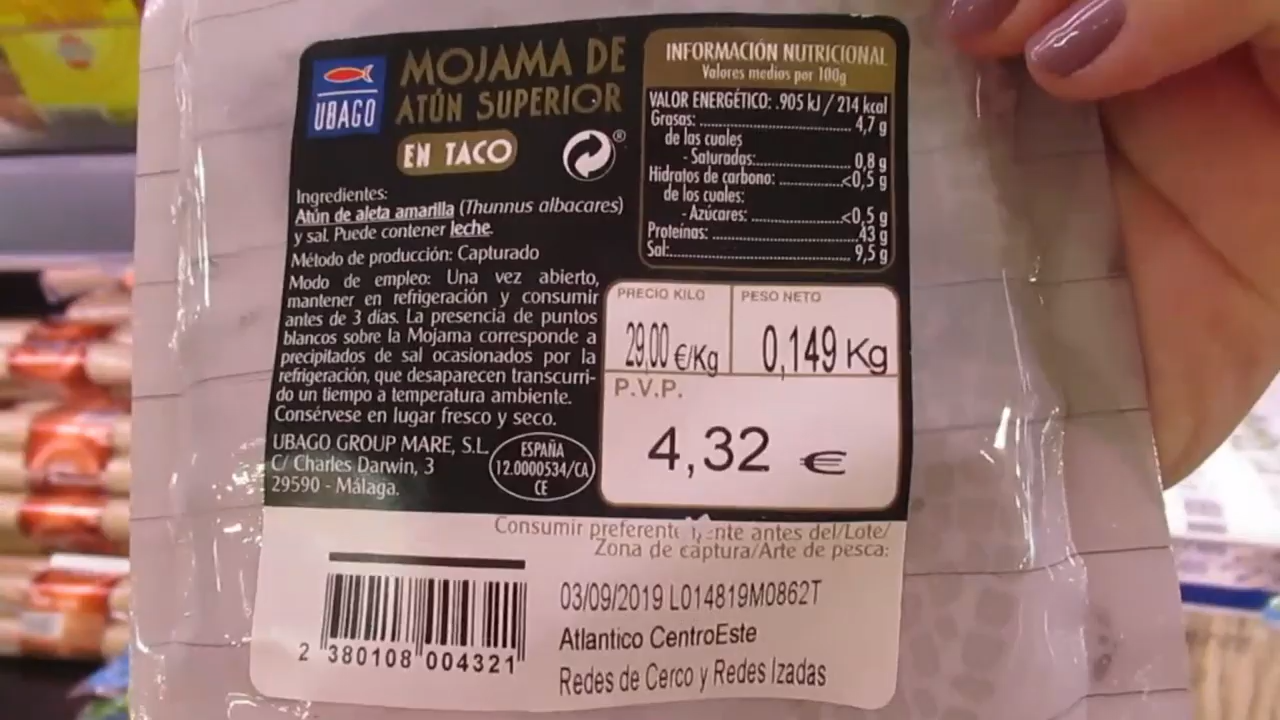 UBAGO
MOJAMA DE
ATÚN SUPERIOR
EN TACO
®
Ingredientes:
Atún de aleta amarilla (Thunnus albacares)
y sal. Puede contener leche.
Método de producción: Capturado
Modo de empleo: Una vez abierto,
mantener en refrigeración y consumir
antes de 3 días. La presencia de puntos
blancos sobre la Mojama corresponde a
precipitados de sal ocasionados por la
refrigeración, que desaparecen transcurri-
do un tiempo a temperatura ambiente.
Consérvese en lugar fresco y seco.
UBAGO GROUP MARE, S.L.
C/ Charles Darwin, 3
29590 - Málaga.
ESPAÑA
12.0000534/CA
CE
INFORMACIÓN NUTRICIONAL
Valores medios por 100g
VALOR ENERGÉTICO: .905 kJ / 214 kcal
Grasas: 4,7 g
de las cuales
- Saturadas: 0,8 g
Hidratos de carbono: <0,5 g
de los cuales:
- Azúcares: <0,5 g
Proteínas: 43 g
Sal: 9,5 g
PRECIO KILO
29,00 €/Kg
PESO NETO
0,149 Kg
P.V.P.
4,32 €
Consumir antes del/Lote/
Zona de captura/Arte de pesca:
03/09/2019 L014819M0862T
Atlantico CentroEste
Redes de Cerco y Redes Izadas
2 380108 004321